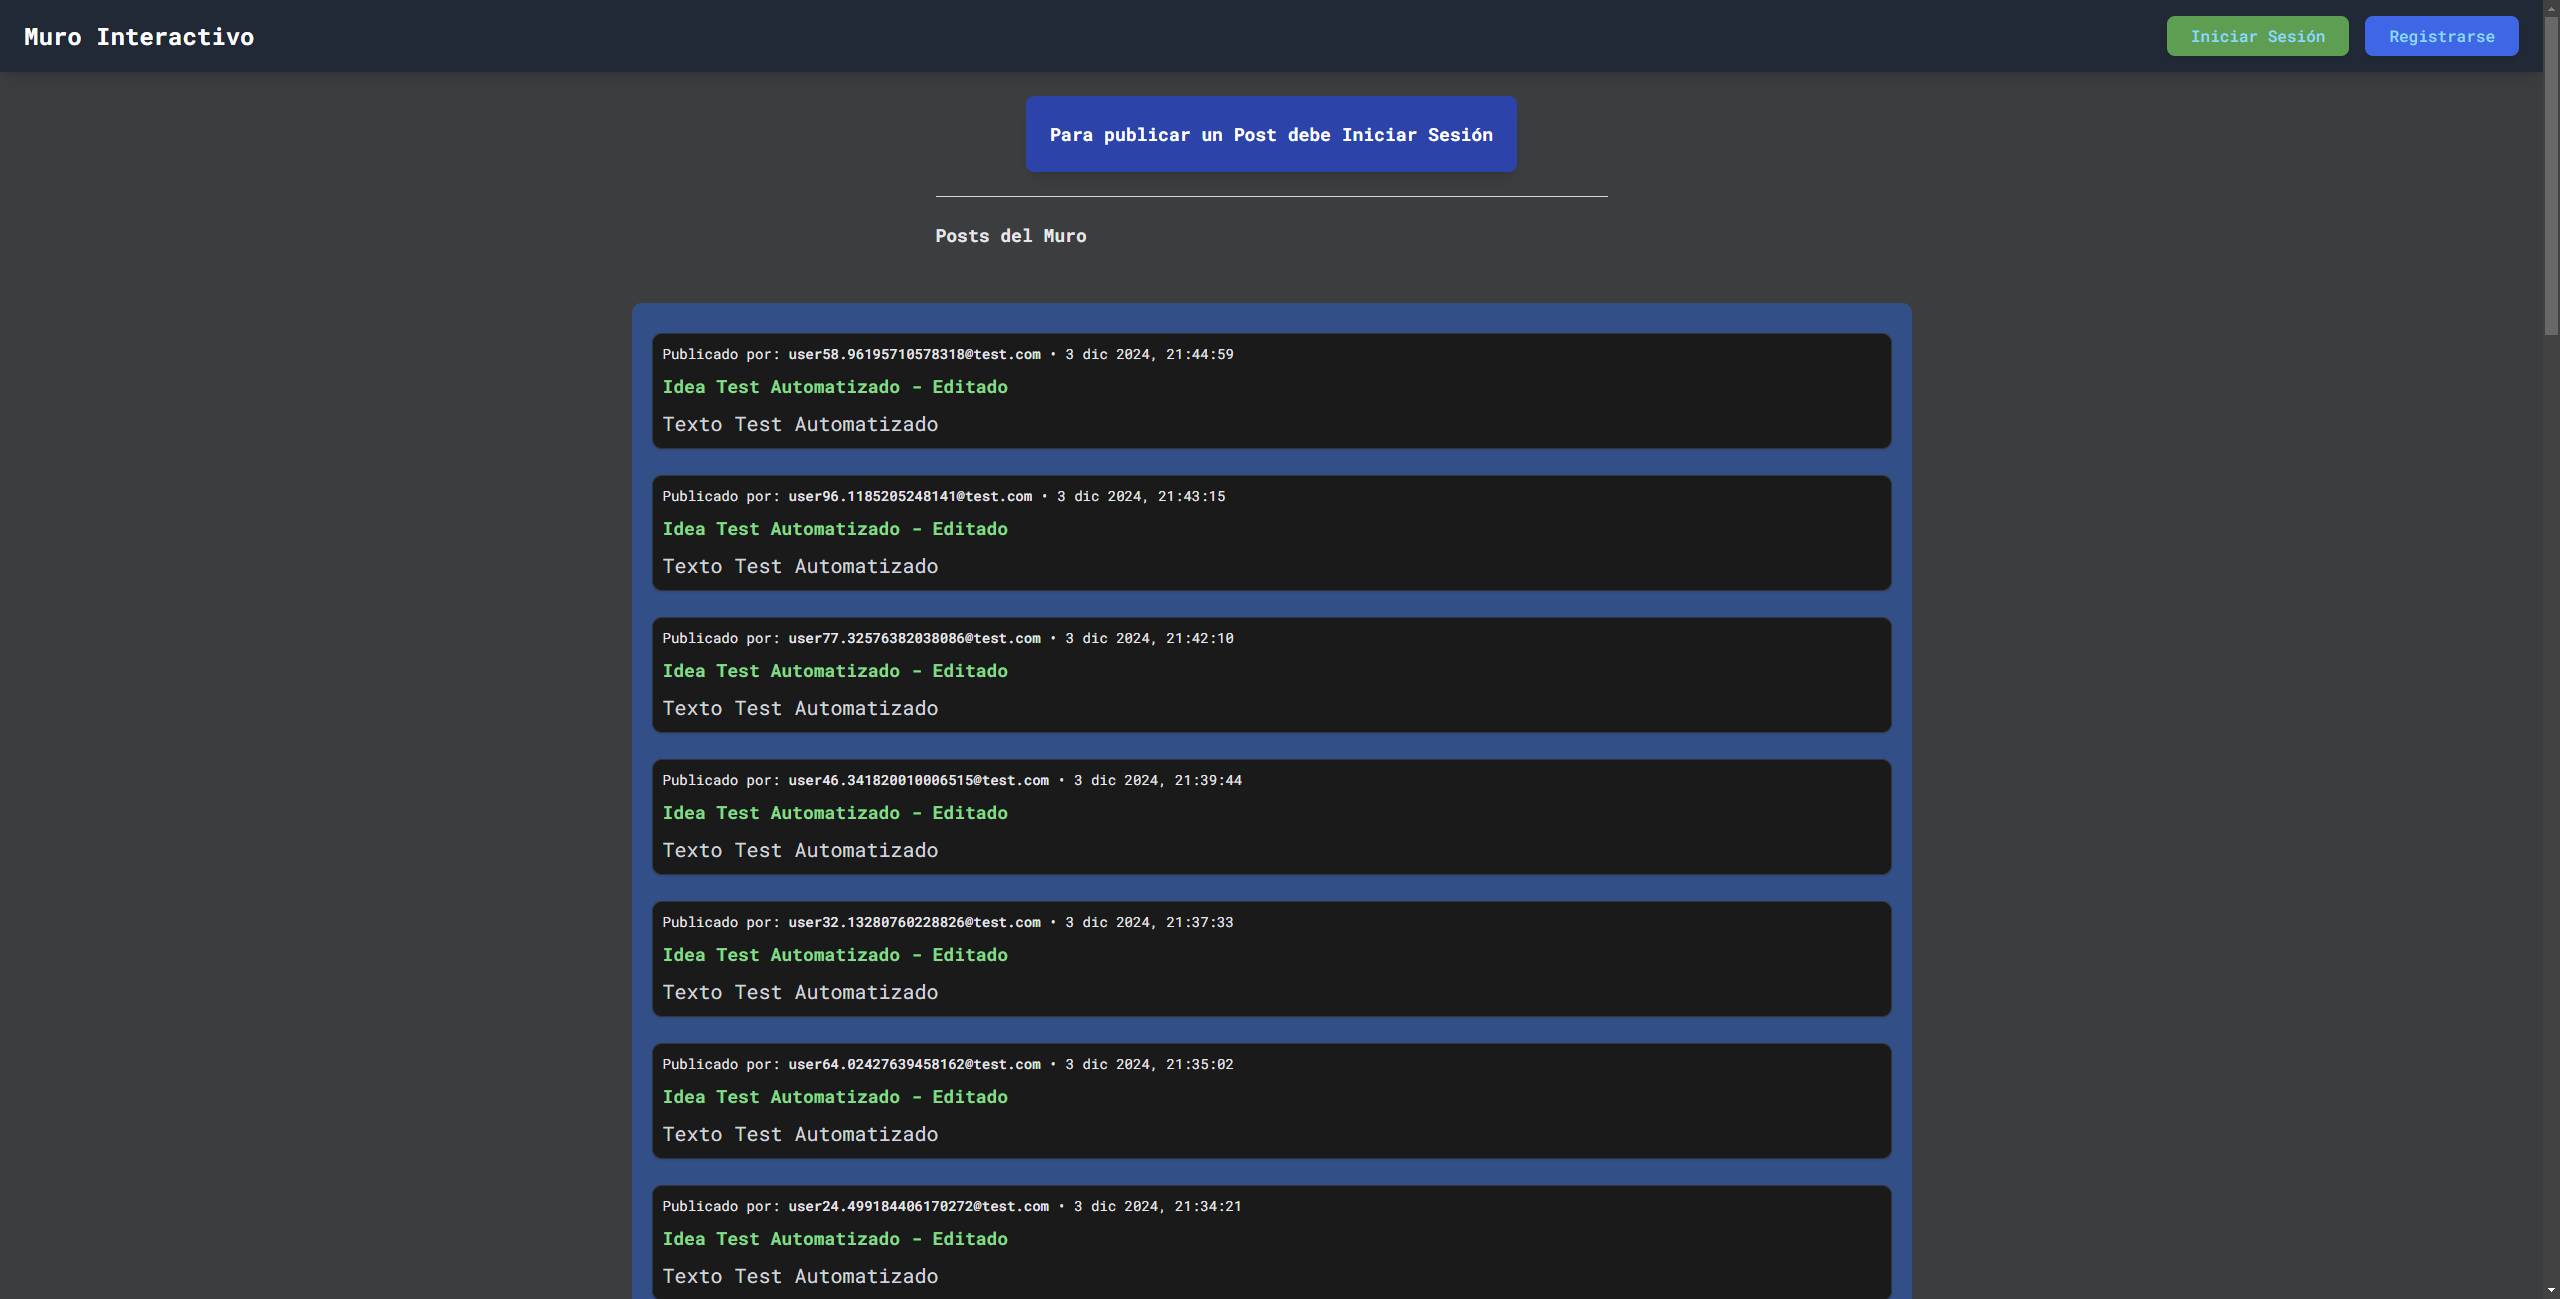 Muro Interactivo
Iniciar Sesión
Registrarse
Para publicar un Post debe Iniciar Sesión
Posts del Muro
Publicado por: user58.96195710578318@test.com • 3 dic 2024, 21:44:59
Idea Test Automatizado - Editado
Texto Test Automatizado
Publicado por: user96.1185205248141@test.com • 3 dic 2024, 21:43:15
Idea Test Automatizado - Editado
Texto Test Automatizado
Publicado por: user77.32576382038086@test.com • 3 dic 2024, 21:42:10
Idea Test Automatizado - Editado
Texto Test Automatizado
Publicado por: user46.341820010006515@test.com • 3 dic 2024, 21:39:44
Idea Test Automatizado - Editado
Texto Test Automatizado
Publicado por: user32.13280760228826@test.com • 3 dic 2024, 21:37:33
Idea Test Automatizado - Editado
Texto Test Automatizado
Publicado por: user64.02427639458162@test.com • 3 dic 2024, 21:35:02
Idea Test Automatizado - Editado
Texto Test Automatizado
Publicado por: user24.499184406170272@test.com • 3 dic 2024, 21:34:21
Idea Test Automatizado - Editado
Texto Test Automatizado